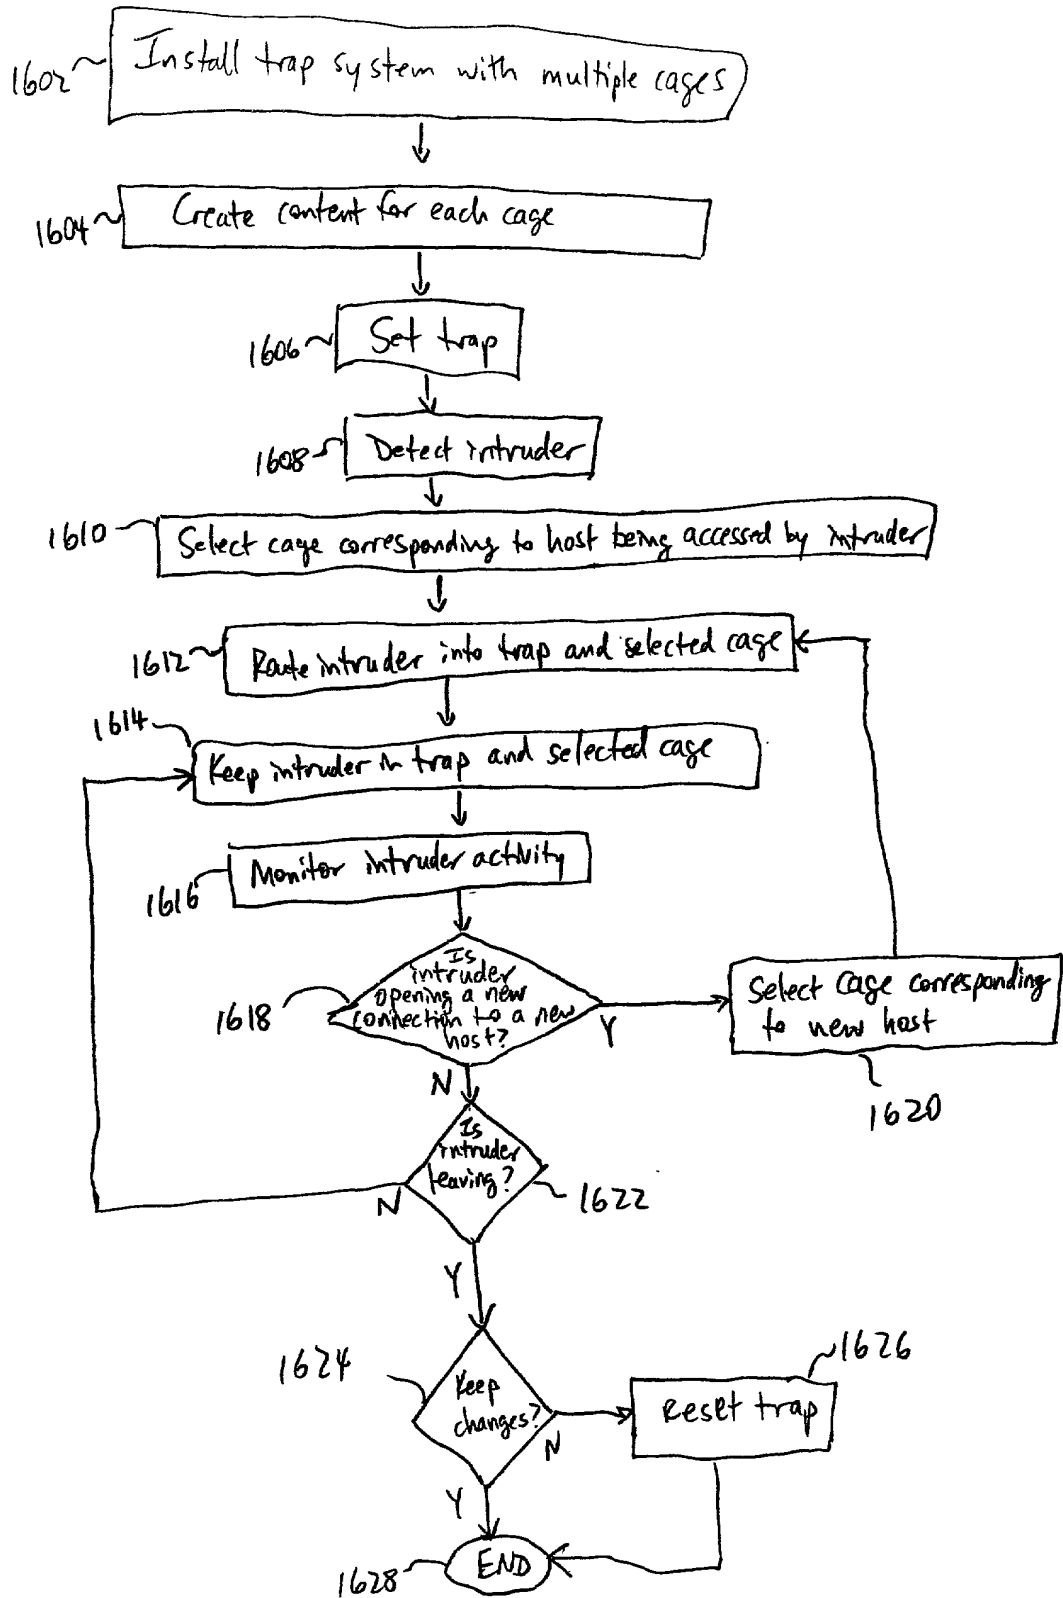 1602
Install trap system with multiple cages
1604
Create content for each cage
1606
Set trap
1608
Detect intruder
1610
Select cage corresponding to host being accessed by intruder
1612
Route intruder into trap and selected cage
1614
Keep intruder in trap and selected cage
1616
Monitor intruder activity
1618
Is
intruder
opening a new
connection to a new
host?
Y
N
Select cage corresponding
to new host
1620
Is
intruder
leaving?
1622
N
Y
1624
Keep
changes?
N
Y
1626
Reset trap
1628
END